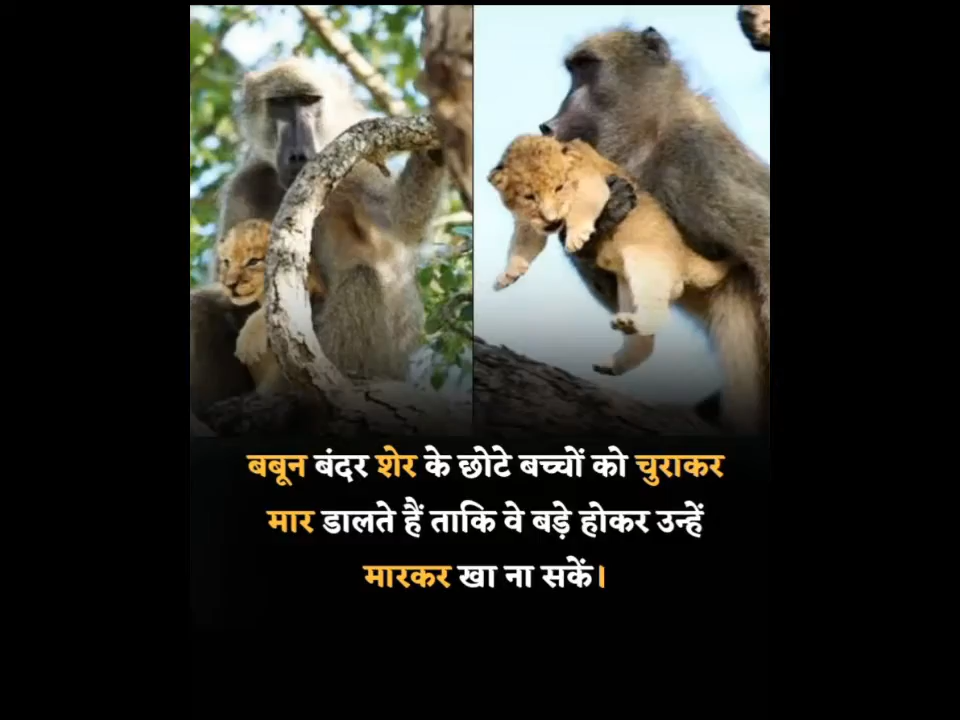 बबून बंदर शेर के छोटे बच्चों को चुराकर
मार डालते हैं ताकि वे बड़े होकर उन्हें
मारकर खा ना सकें।